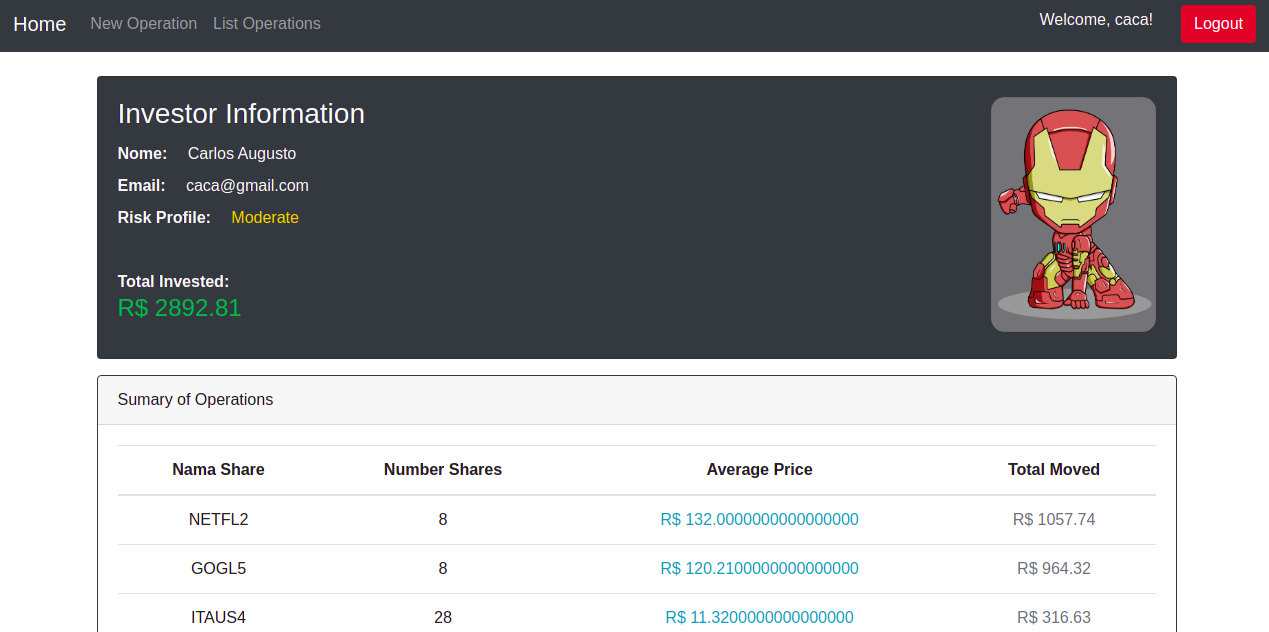 Home New Operation List Operations Welcome, caca! Logout
Investor Information
Nome: Carlos Augusto
Email: caca@gmail.com
Risk Profile: Moderate
Total Invested:
R$ 2892.81
Sumary of Operations
Nama Share Number Shares Average Price Total Moved
NETFL2 8 R$ 132.0000000000000000 R$ 1057.74
GOGL5 8 R$ 120.2100000000000000 R$ 964.32
ITAUS4 28 R$ 11.3200000000000000 R$ 316.63